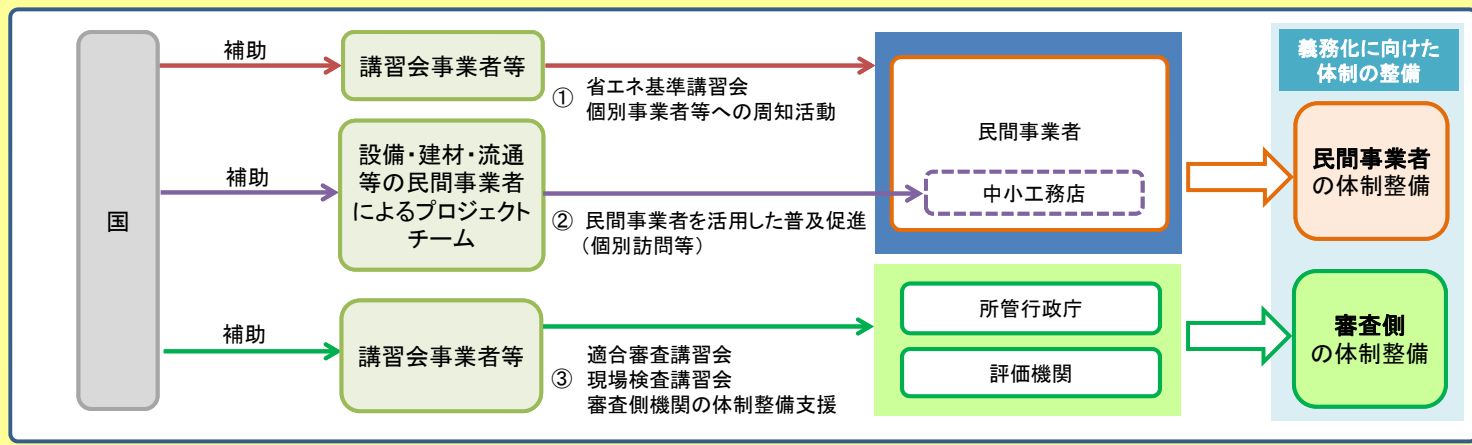 国
補助
講習会事業者等
① 省エネ基準講習会
個別事業者等への周知活動
補助
設備・建材・流通
等の民間事業者
によるプロジェクト
チーム
② 民間事業者を活用した普及促進
（個別訪問等）
補助
講習会事業者等
③ 適合審査講習会
現場検査講習会
審査側機関の体制整備支援
民間事業者
中小工務店
所管行政庁
評価機関
義務化に向けた
体制の整備
民間事業者
の体制整備
審査側
の体制整備